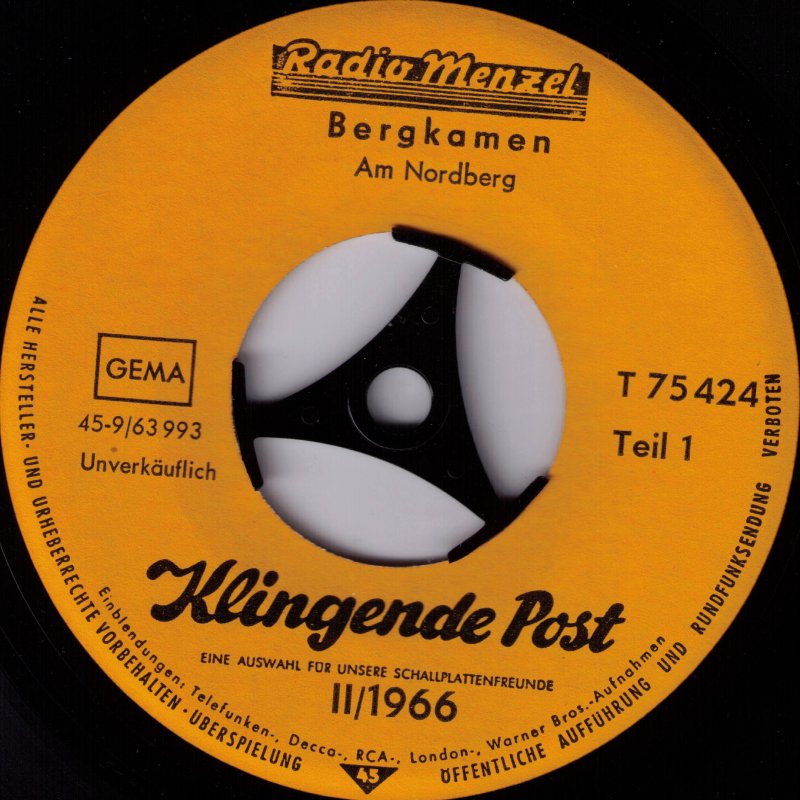 Radio Menzel
Bergkamen
Am Nordberg
GEMA
45-9/63 993
Unverkäuflich
T 75 424
Teil 1
Klingende Post
EINE AUSWAHL FÜR UNSERE SCHALLPLATTENFREUNDE
II/1966
Einblendungen: Telefunken-, Decca-, RCA-, London-, Warner Bros.-Aufnahmen
ALLE HERSTELLER- UND URHEBERRECHTE VORBEHALTEN · ÜBERSPIELUNG
45
ÖFFENTLICHE AUFFÜHRUNG UND RUNDFUNKSENDUNG VERBOTEN